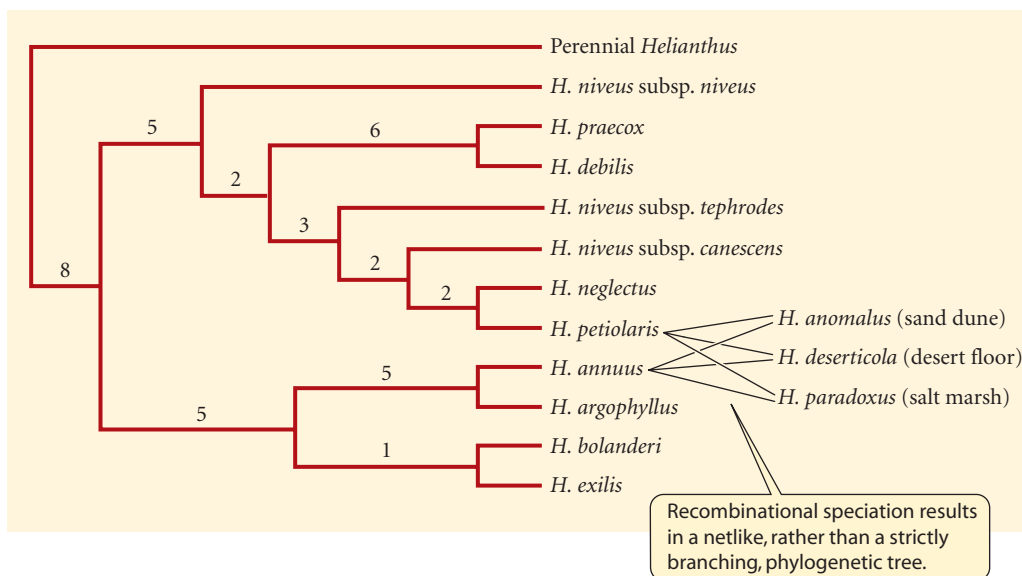 Perennial Helianthus
H. niveus subsp. niveus
5
6
H. praecox
2
H. debilis
3
H. niveus subsp. tephrodes
8
2
H. niveus subsp. canescens
2
H. neglectus
H. petiolaris
H. anomalus (sand dune)
H. deserticola (desert floor)
H. annuus
5
H. paradoxus (salt marsh)
5
H. argophyllus
1
H. bolanderi
H. exilis
Recombinational speciation results
in a netlike, rather than a strictly
branching, phylogenetic tree.